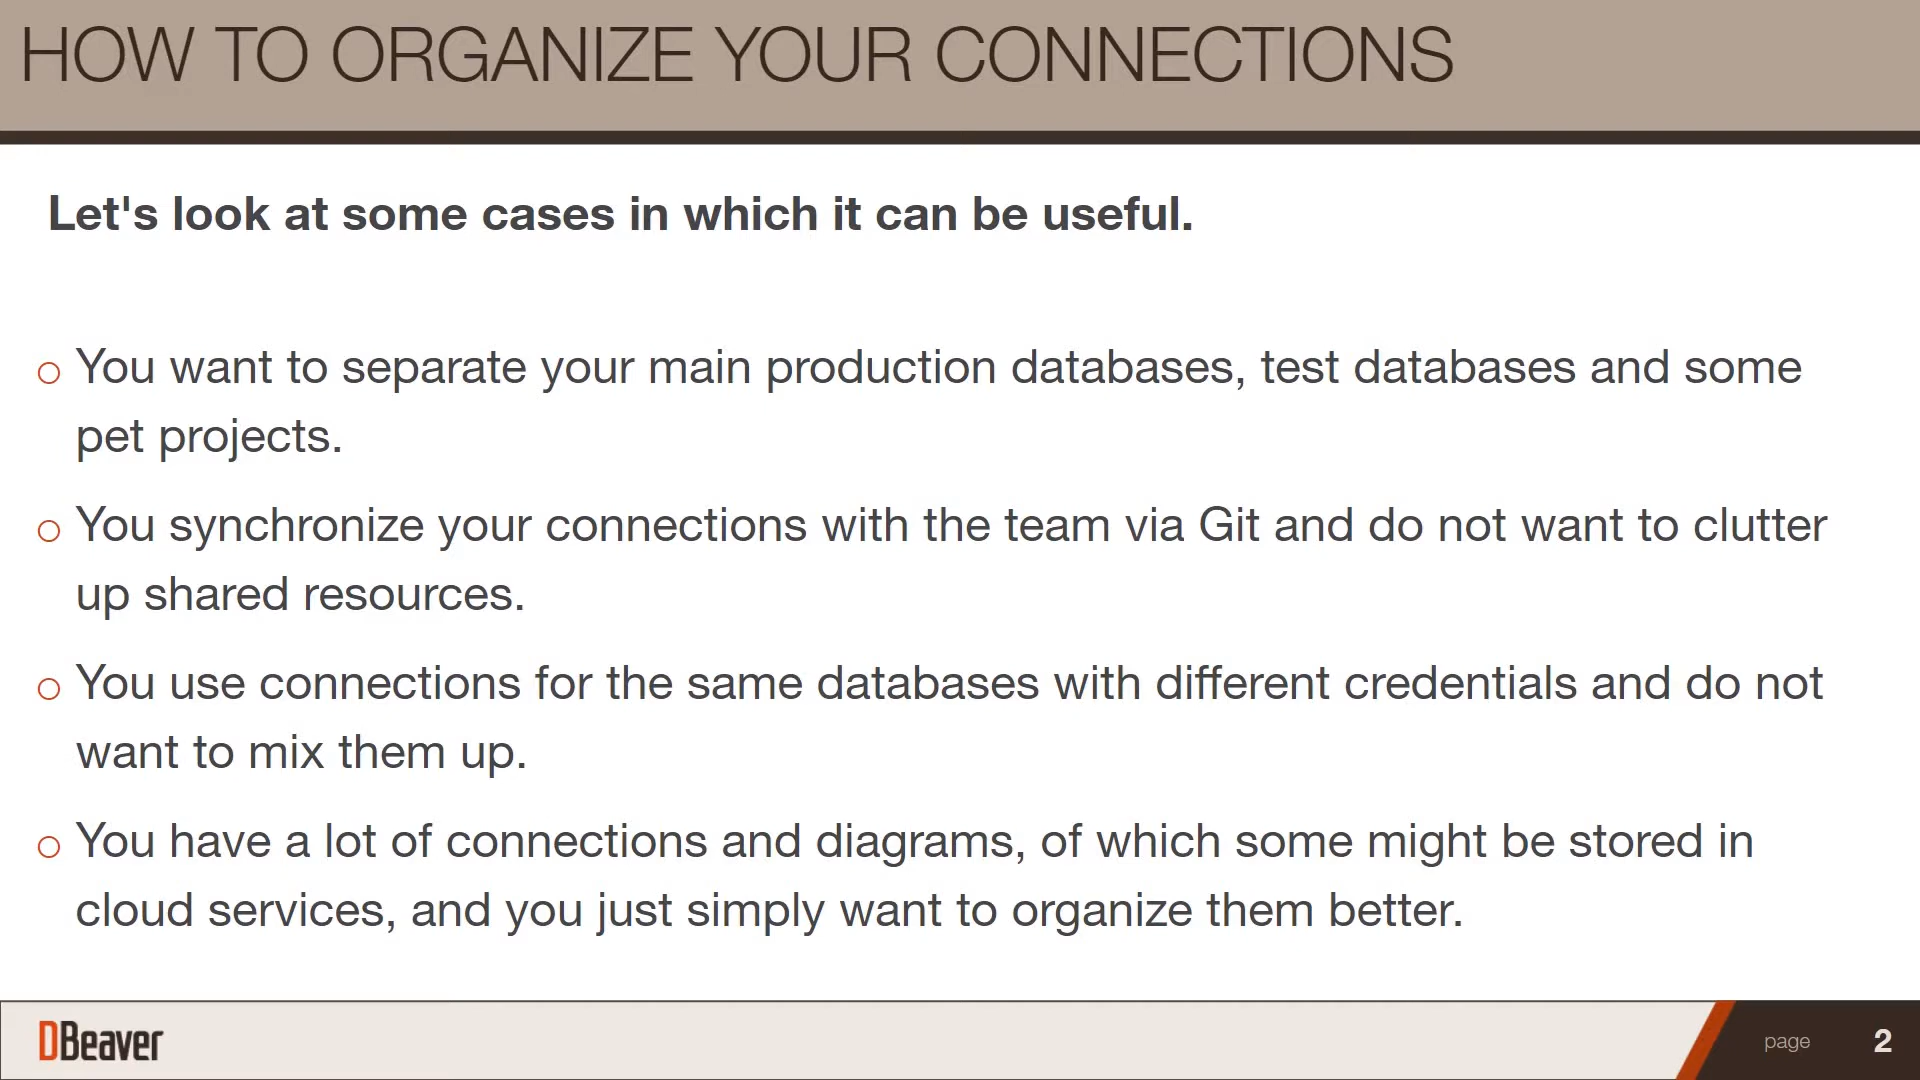 HOW TO ORGANIZE YOUR CONNECTIONS
Let's look at some cases in which it can be useful.
You want to separate your main production databases, test databases and some
pet projects.
You synchronize your connections with the team via Git and do not want to clutter
up shared resources.
You use connections for the same databases with different credentials and do not
want to mix them up.
You have a lot of connections and diagrams, of which some might be stored in
cloud services, and you just simply want to organize them better.
DBeaver
page 2